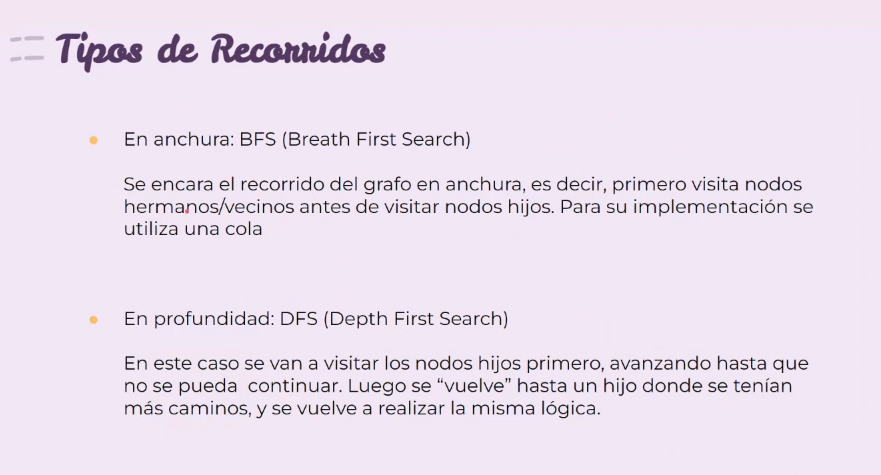 Tipos de Recorridos
En anchura: BFS (Breath First Search)
Se encara el recorrido del grafo en anchura, es decir, primero visita nodos
hermanos/vecinos antes de visitar nodos hijos. Para su implementación se
utiliza una cola
En profundidad: DFS (Depth First Search)
En este caso se van a visitar los nodos hijos primero, avanzando hasta que
no se pueda  continuar. Luego se “vuelve” hasta un hijo donde se tenían
más caminos, y se vuelve a realizar la misma lógica.